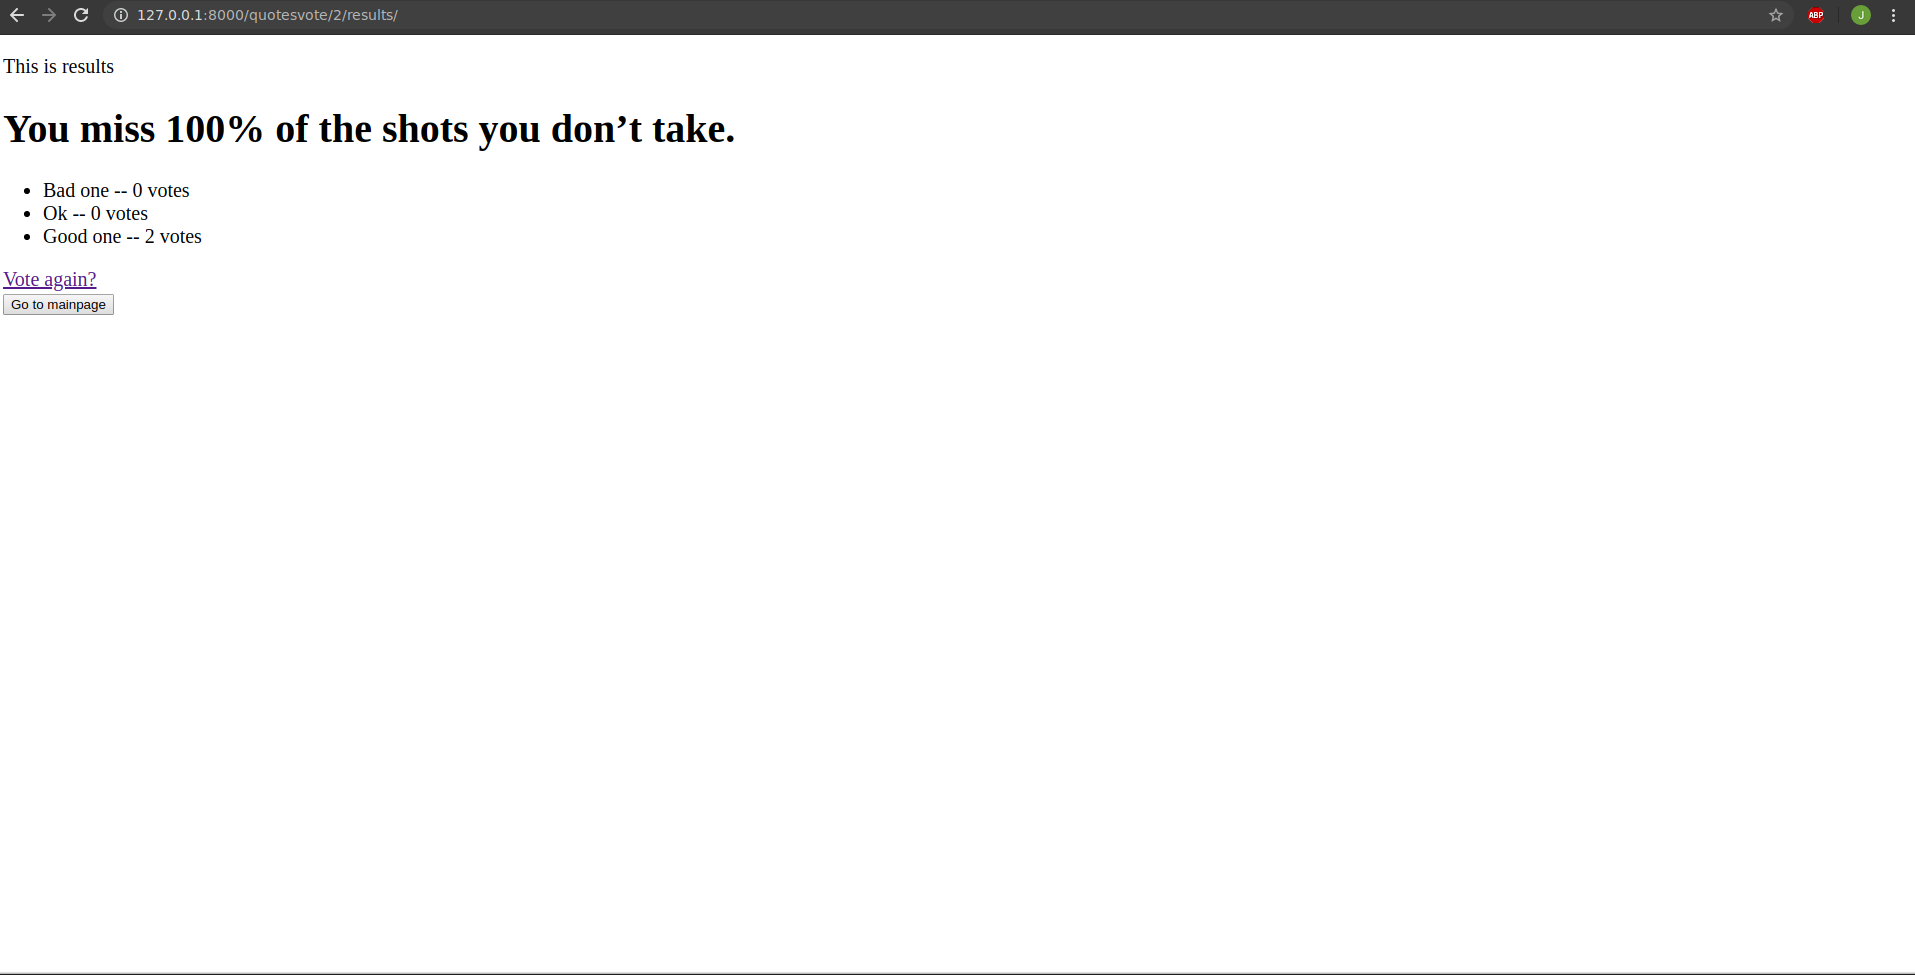 127.0.0.1:8000/quotesvote/2/results/
ABP
J
This is results
You miss 100% of the shots you don’t take.
Bad one -- 0 votes
Ok -- 0 votes
Good one -- 2 votes
Vote again?
Go to mainpage